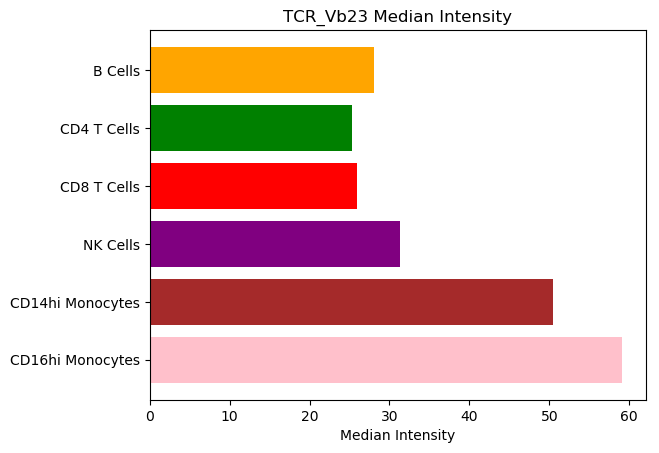 TCR_Vb23 Median Intensity
B Cells
CD4 T Cells
CD8 T Cells
NK Cells
CD14hi Monocytes
CD16hi Monocytes
0 10 20 30 40 50 60
Median Intensity